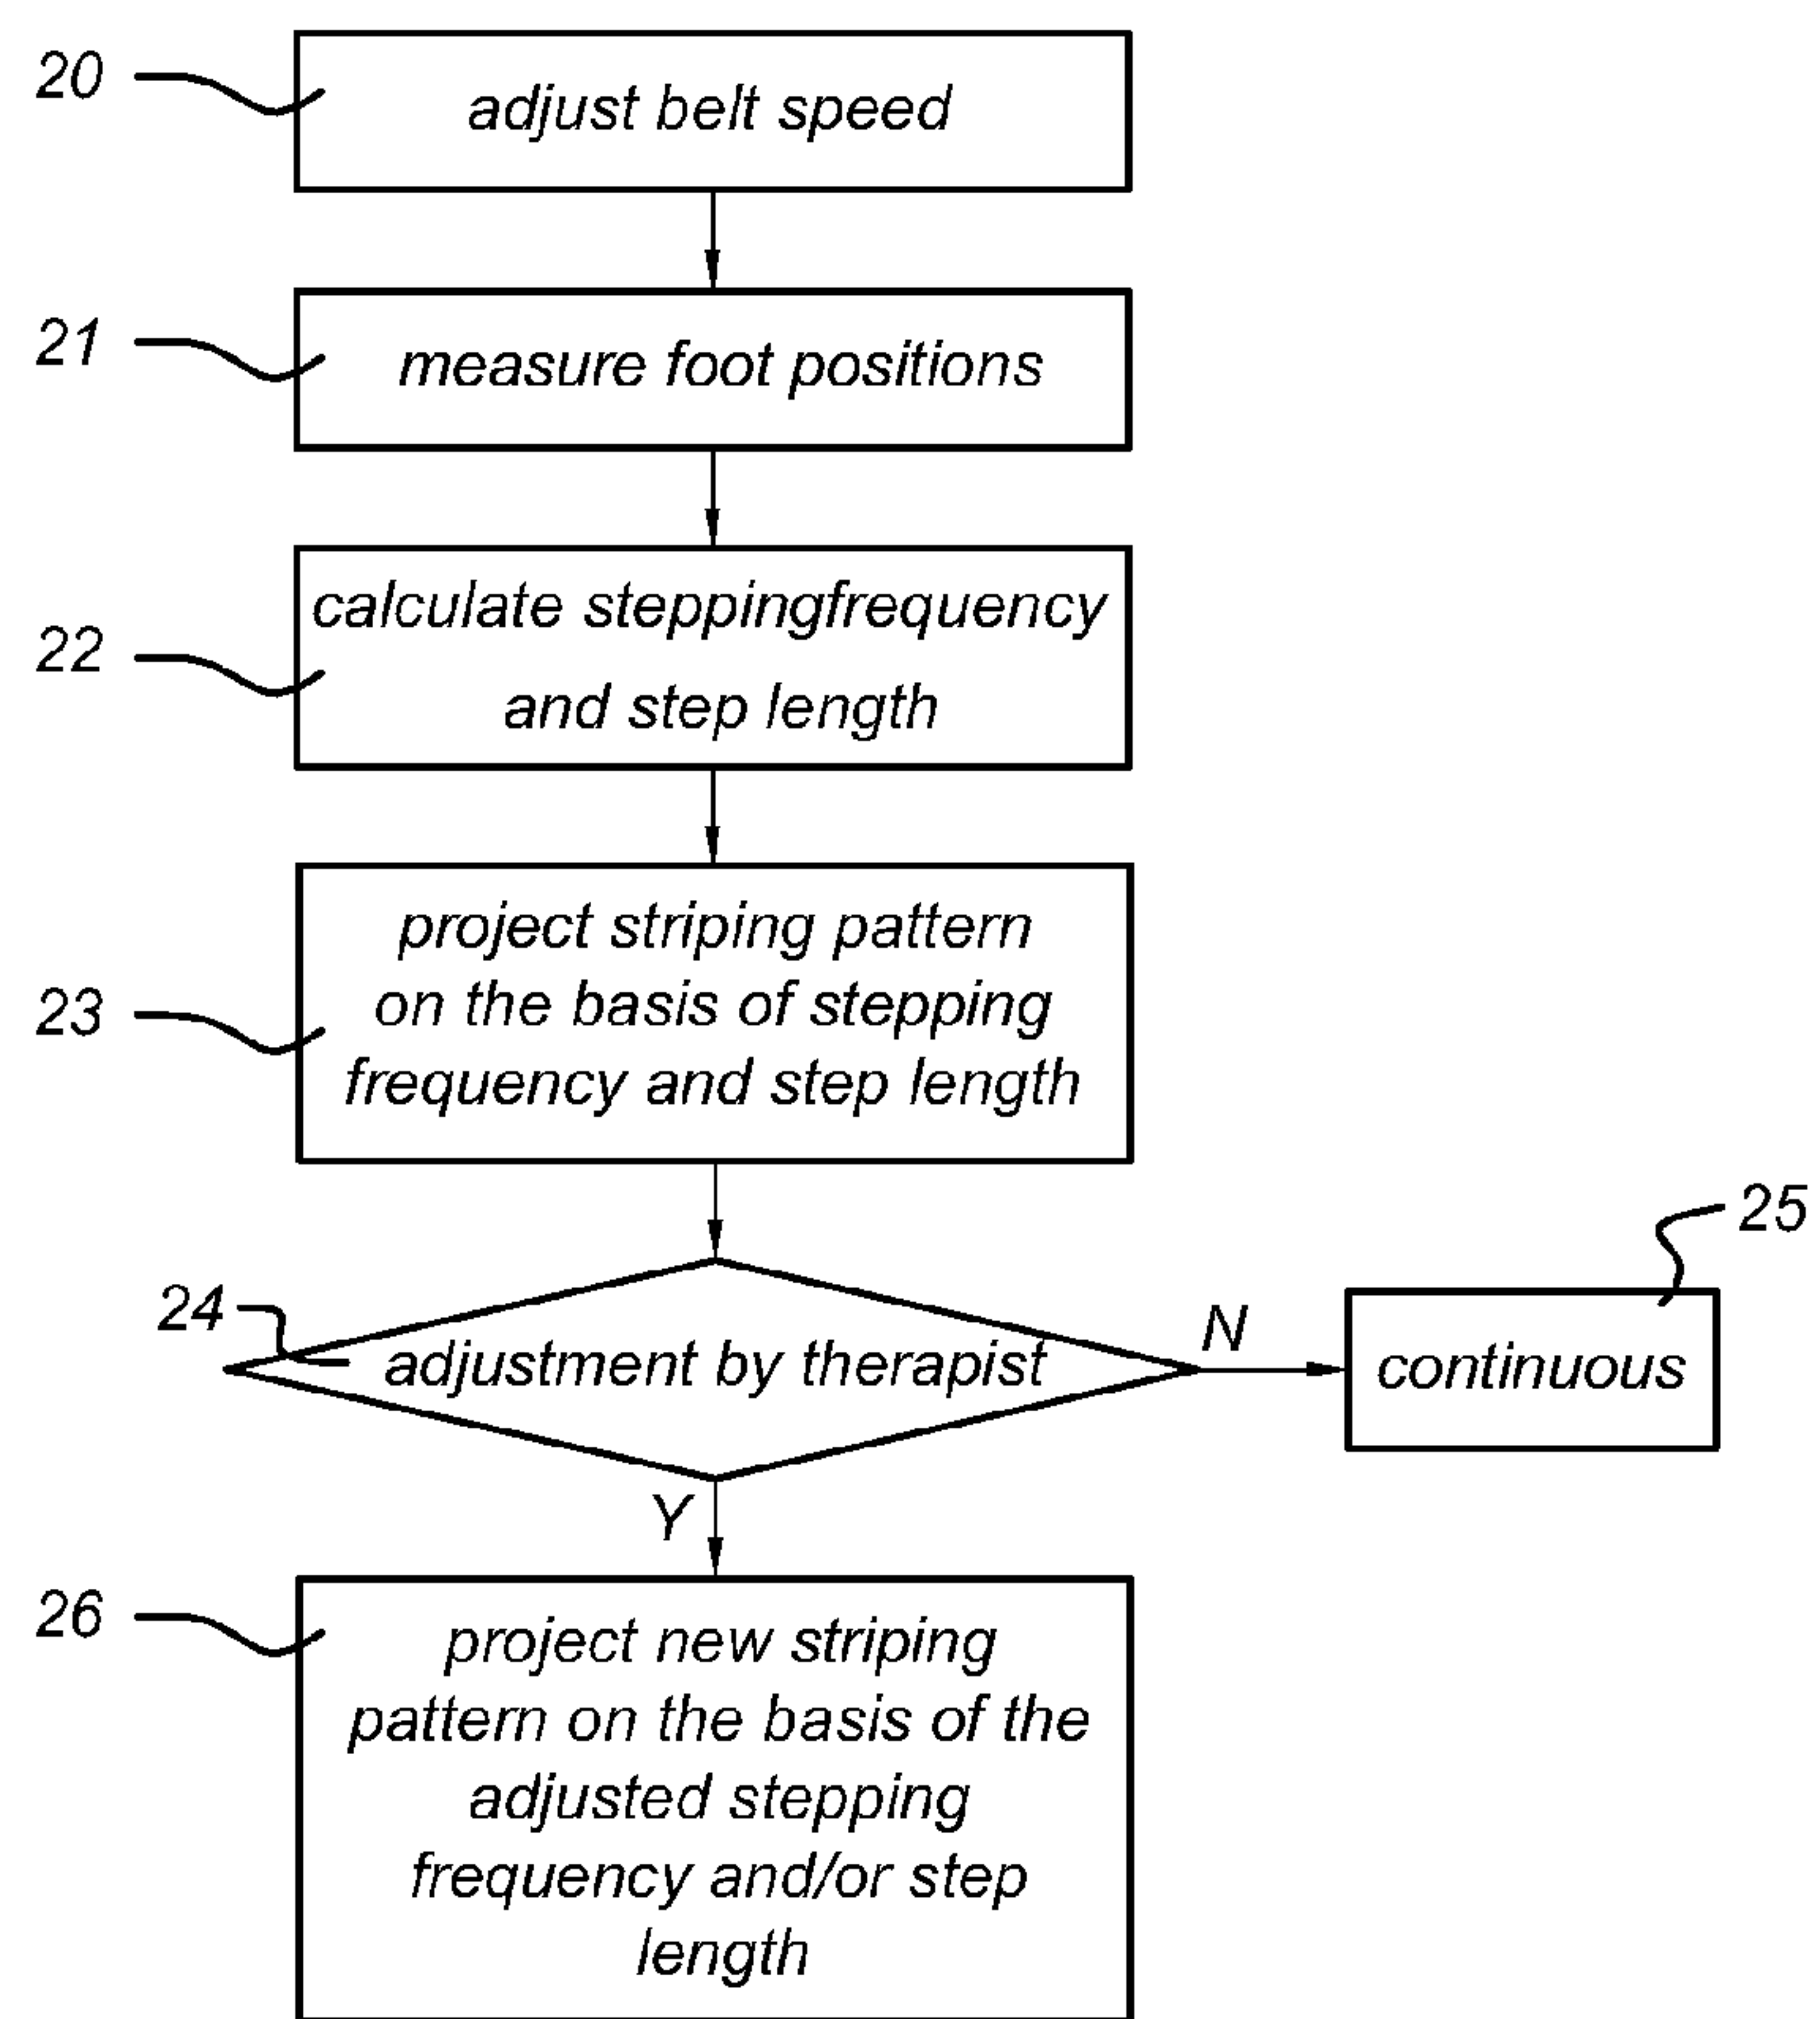 20
adjust belt speed
21
measure foot positions
22
calculate steppingfrequency
and step length
23
project striping pattern
on the basis of stepping
frequency and step length
24
adjustment by therapist
N
25
continuous
Y
26
project new striping
pattern on the basis of the
adjusted stepping
frequency and/or step
length